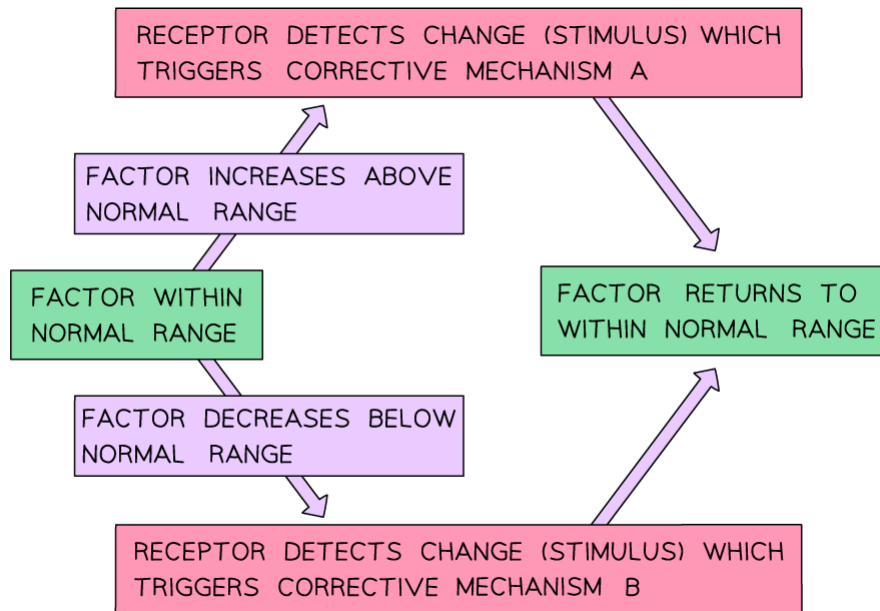 RECEPTOR DETECTS CHANGE (STIMULUS) WHICH
TRIGGERS CORRECTIVE MECHANISM A
FACTOR INCREASES ABOVE
NORMAL RANGE
FACTOR WITHIN
NORMAL RANGE
FACTOR RETURNS TO
WITHIN NORMAL RANGE
FACTOR DECREASES BELOW
NORMAL RANGE
RECEPTOR DETECTS CHANGE (STIMULUS) WHICH
TRIGGERS CORRECTIVE MECHANISM B